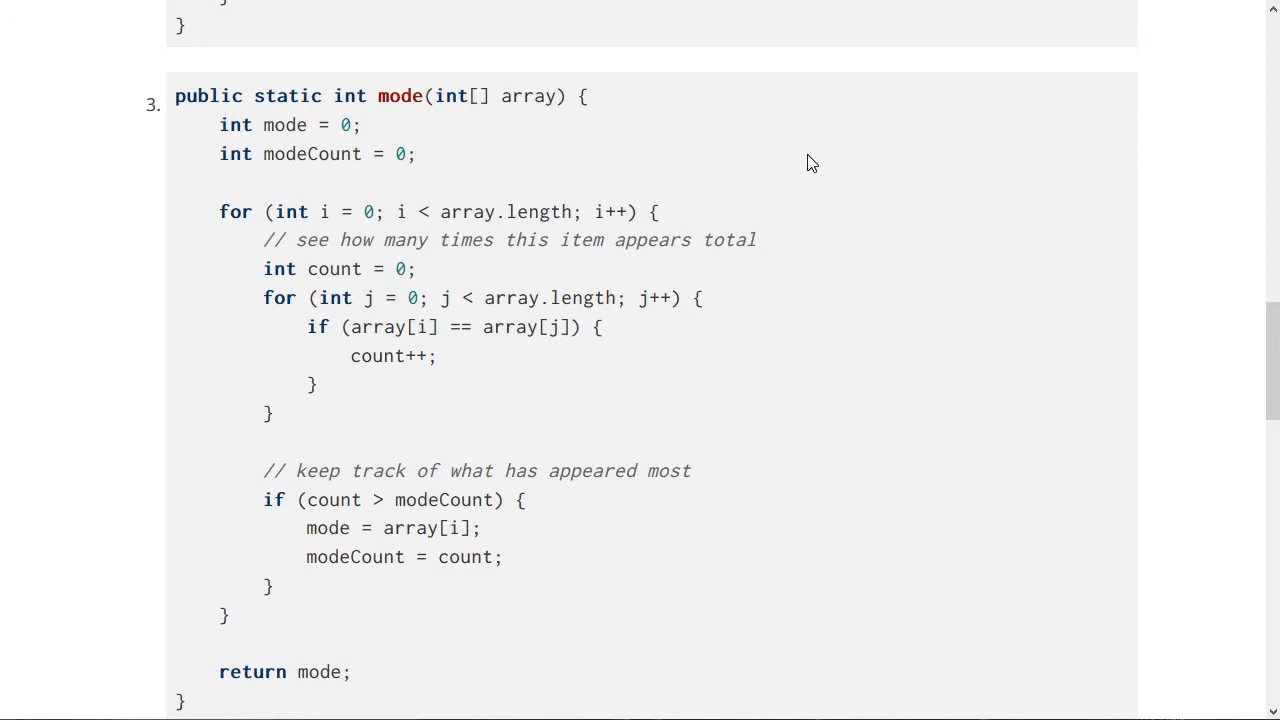 }
3.
public static int mode(int[] array) {
int mode = 0;
int modeCount = 0;
for (int i = 0; i < array.length; i++) {
// see how many times this item appears total
int count = 0;
for (int j = 0; j < array.length; j++) {
if (array[i] == array[j]) {
count++;
}
}
// keep track of what has appeared most
if (count > modeCount) {
mode = array[i];
modeCount = count;
}
}
return mode;
}